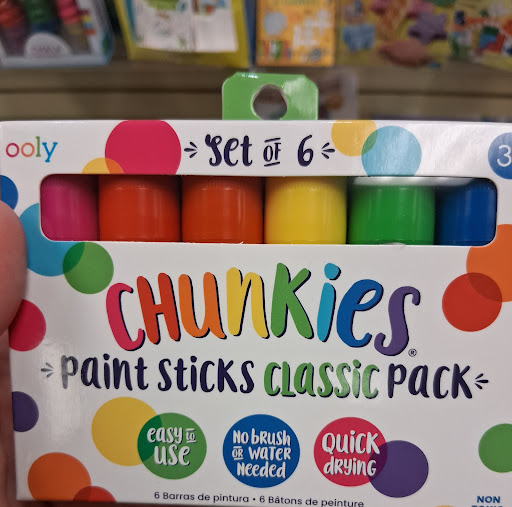 ooly
Set OF 6
3
CHUNKieS®
Paint Sticks CLASSiC PACK
easy to
use
No brush
or water
needed
Quick
drying
6 Barras de pintura • 6 Bâtons de peinture
NON